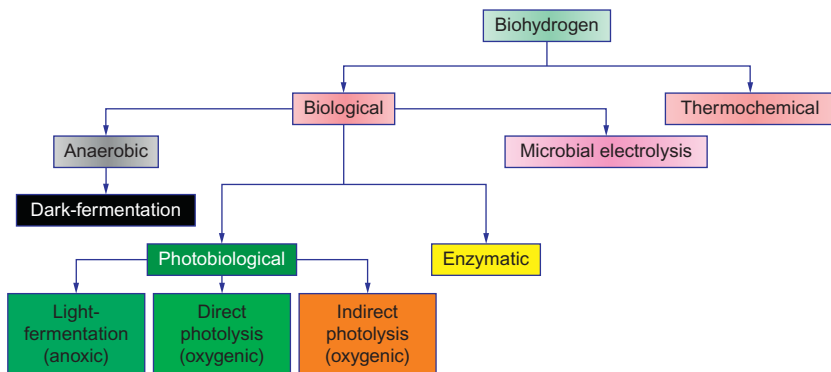 Biohydrogen
Biological
Thermochemical
Anaerobic
Microbial electrolysis
Dark-fermentation
Photobiological
Enzymatic
Light-
fermentation
(anoxic)
Direct
photolysis
(oxygenic)
Indirect
photolysis
(oxygenic)